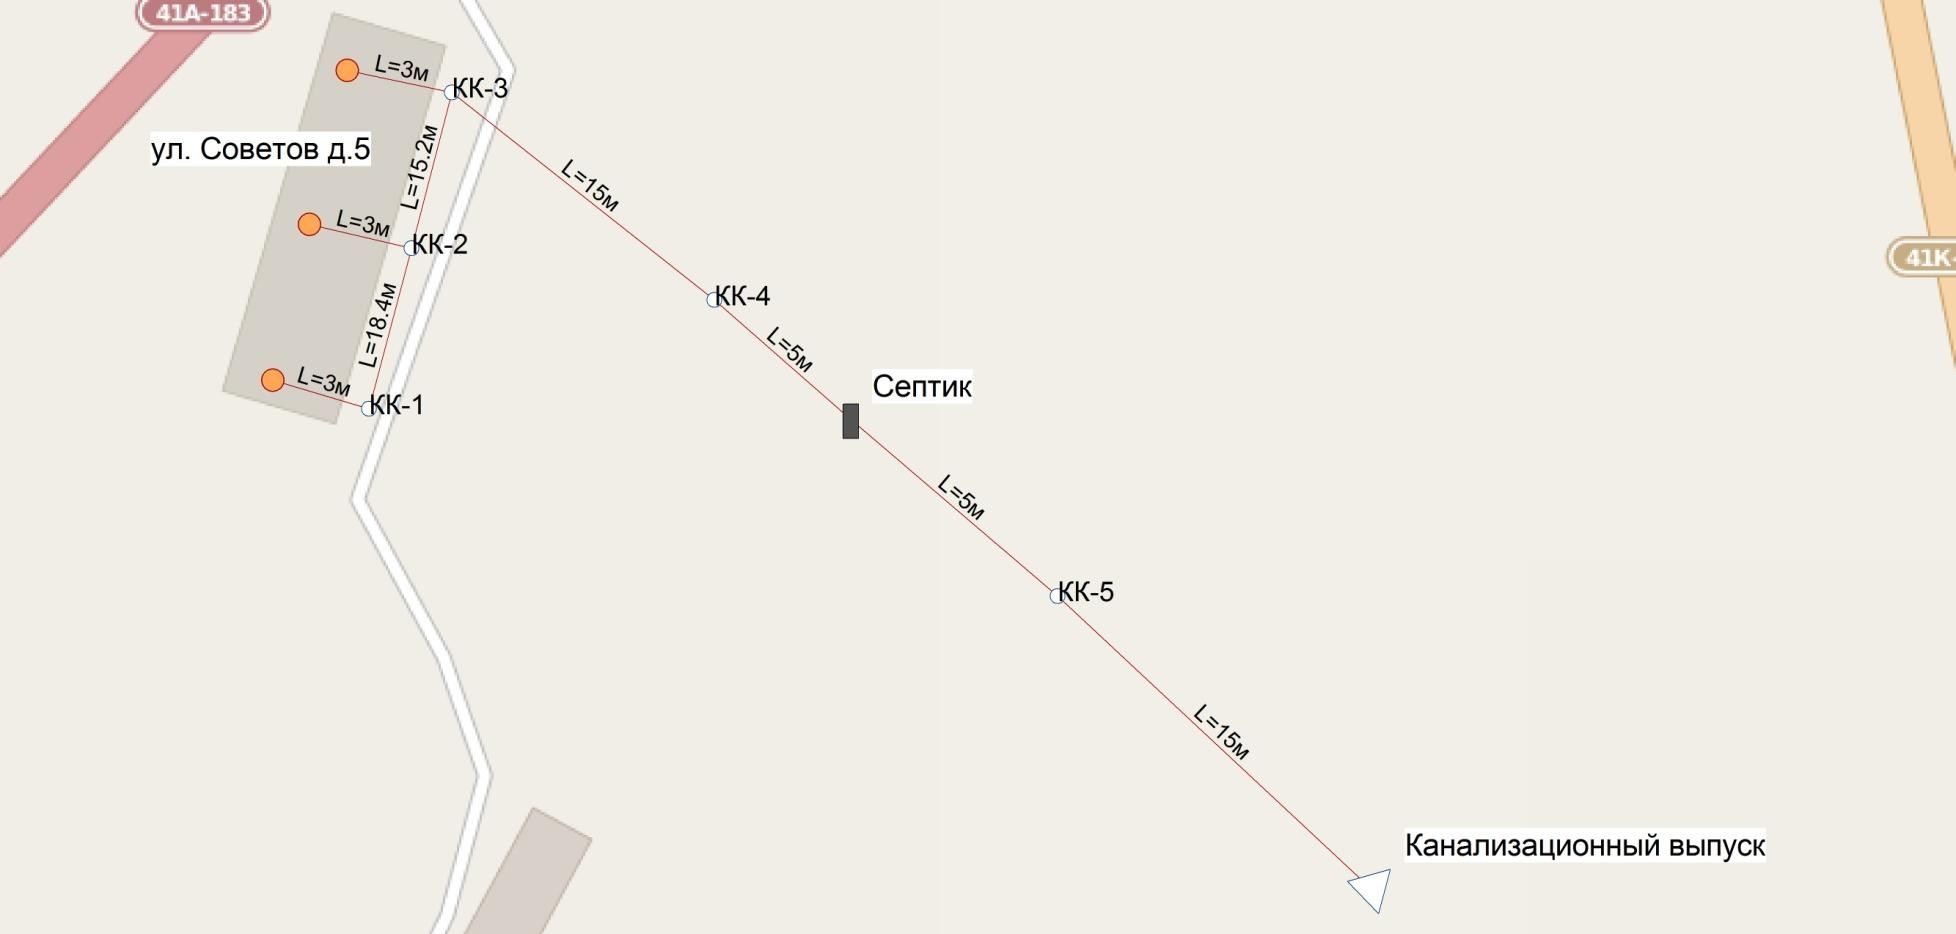 41А-183
L=3м
КК-3
ул. Советов д.5
L=15.2м
L=15м
L=3м
КК-2
41К-
L=18.4м
КК-4
L=5м
L=3м
КК-1
Септик
L=5м
КК-5
L=15м
Канализационный выпуск